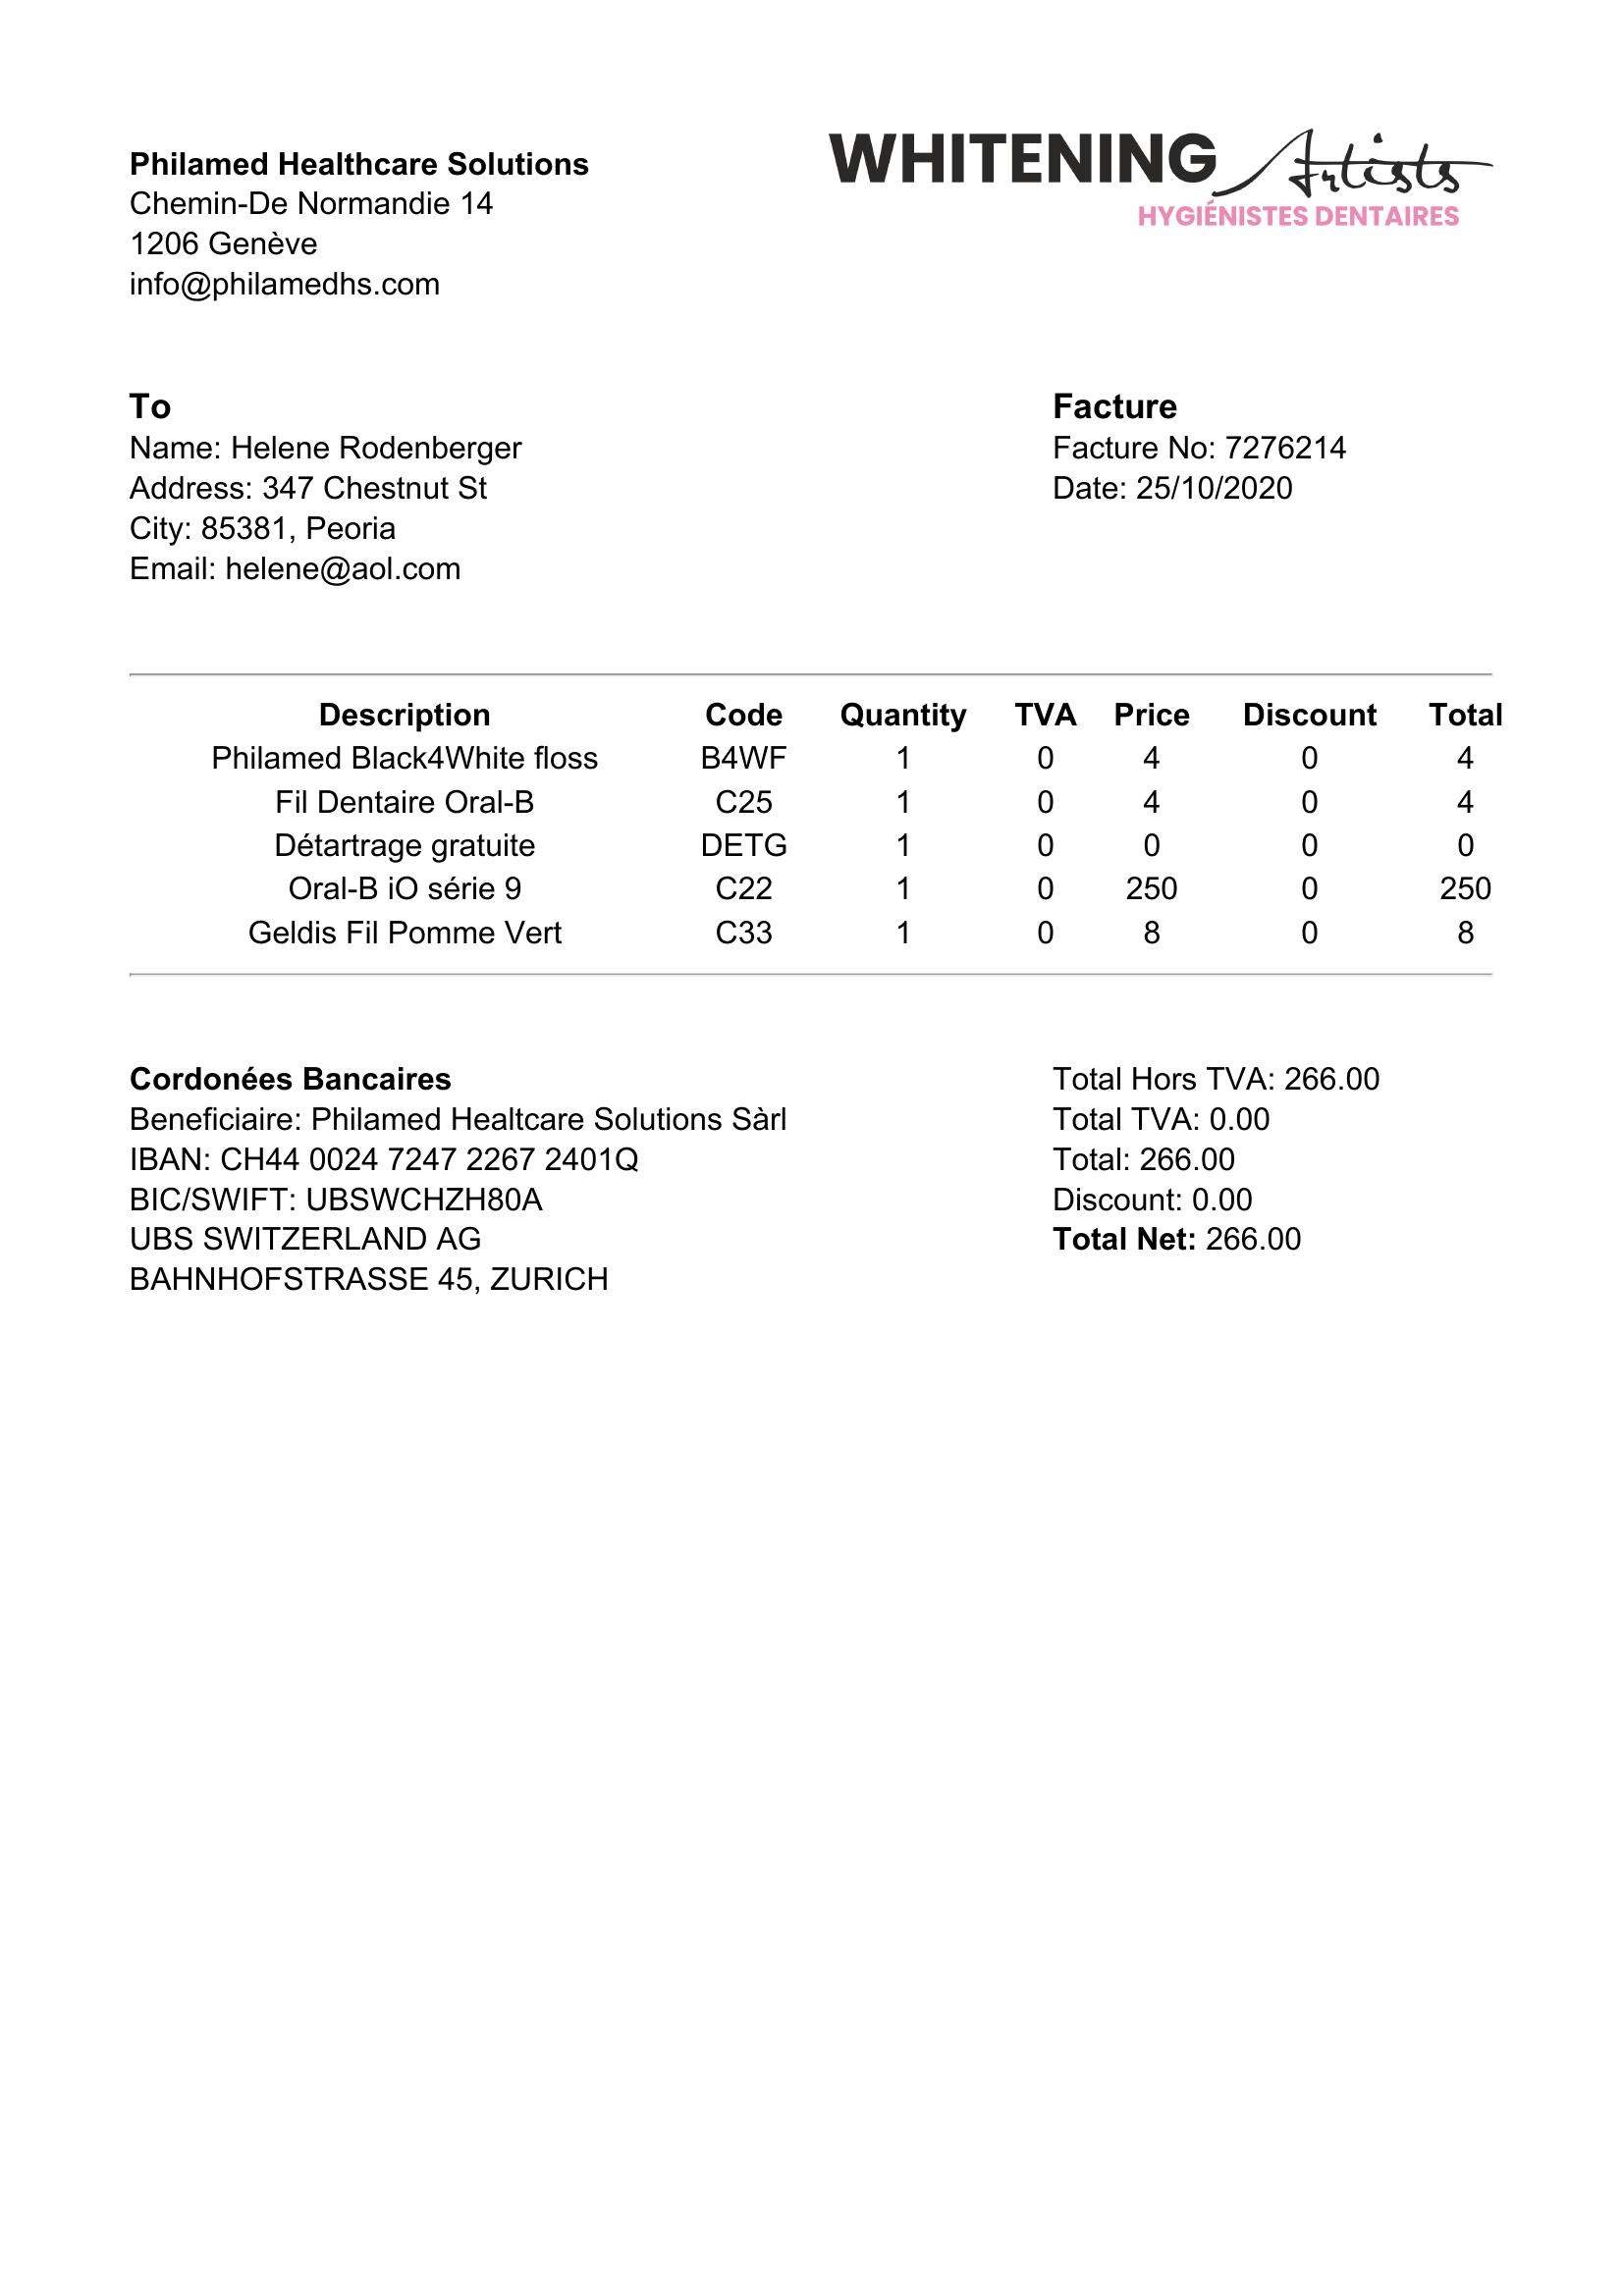 Philamed Healthcare Solutions
Chemin-De Normandie 14
1206 Genève
info@philamedhs.com
WHITENING Artists
HYGIÉNISTES DENTAIRES
To
Name: Helene Rodenberger
Address: 347 Chestnut St
City: 85381, Peoria
Email: helene@aol.com
Facture
Facture No: 7276214
Date: 25/10/2020
Description Code Quantity TVA Price Discount Total
Philamed Black4White floss B4WF 1 0 4 0 4
Fil Dentaire Oral-B C25 1 0 4 0 4
Détartrage gratuite DETG 1 0 0 0 0
Oral-B iO série 9 C22 1 0 250 0 250
Geldis Fil Pomme Vert C33 1 0 8 0 8
Cordonées Bancaires
Beneficiaire: Philamed Healtcare Solutions Sàrl
IBAN: CH44 0024 7247 2267 2401Q
BIC/SWIFT: UBSWCHZH80A
UBS SWITZERLAND AG
BAHNHOFSTRASSE 45, ZURICH
Total Hors TVA: 266.00
Total TVA: 0.00
Total: 266.00
Discount: 0.00
Total Net: 266.00